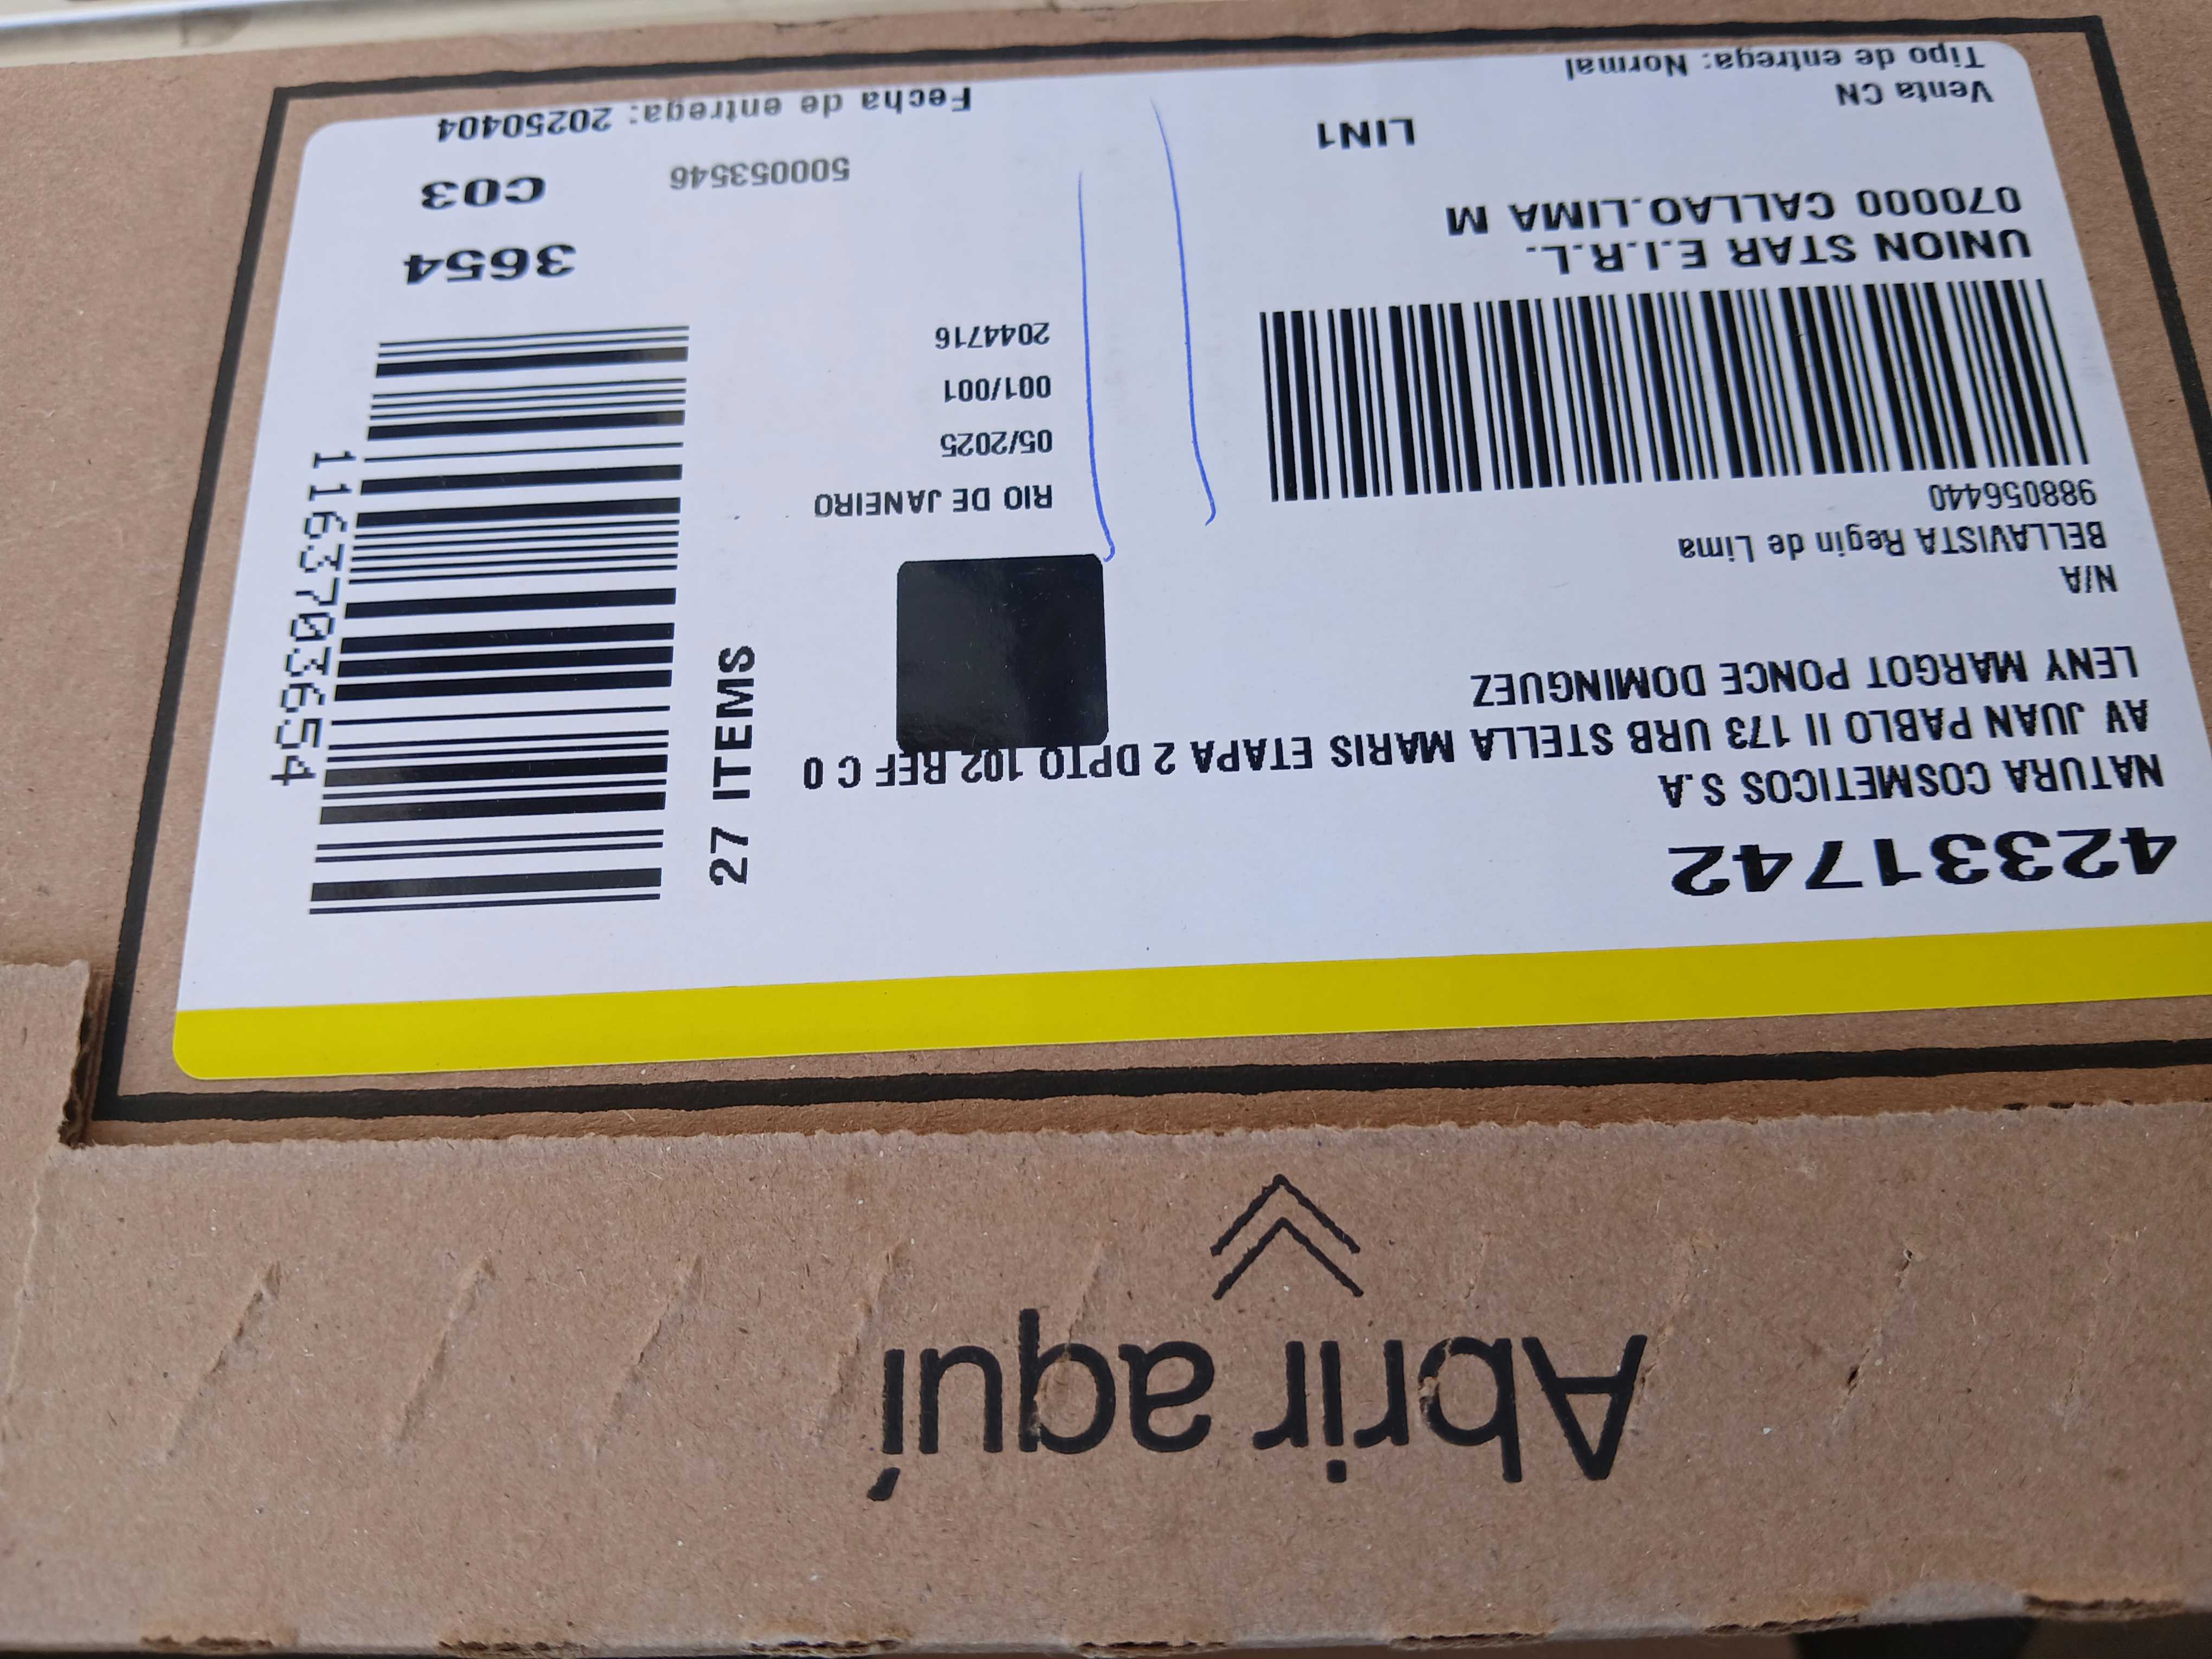 42331742
NATURA COSMETICOS S.A
AV JUAN PABLO II 173 URB STELLA MARIS ETAPA 2 DPTO 102 REF C 0
LENY MARGOT PONCE DOMINGUEZ
N/A
BELLAVISTA Regin de Lima
988056440
UNION STAR E.I.R.L.
070000 CALLAO.LIMA M
LIN1
Venta CN
Tipo de entrega: Normal
RIO DE JANEIRO
05/2025
001/001
2044716
27 ITEMS
1163703654
3654
C03
500053546
Fecha de entrega: 20250404
Abrir aquí